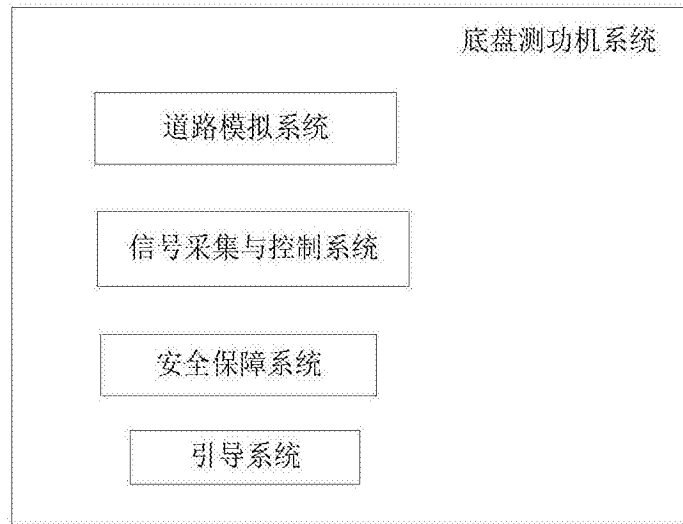 底盘测功机系统
道路模拟系统
信号采集与控制系统
安全保障系统
引导系统